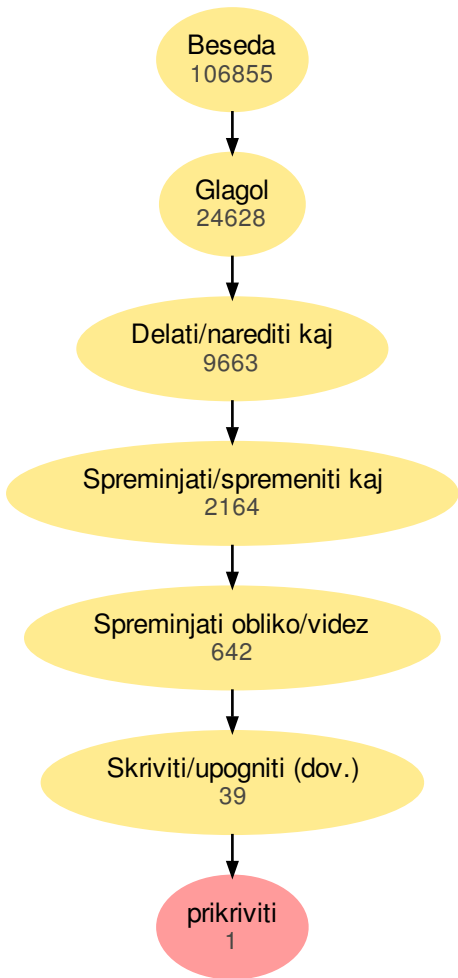 Beseda
106855
Glagol
24628
Delati/narediti kaj
9663
Spreminjati/spremeniti kaj
2164
Spreminjati obliko/videz
642
Skriviti/upogniti (dov.)
39
prikriviti
1